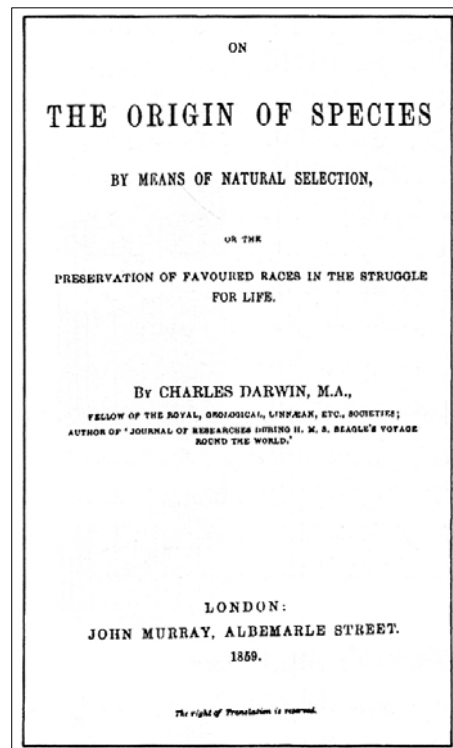 ON
THE ORIGIN OF SPECIES
BY MEANS OF NATURAL SELECTION,
OR THE
PRESERVATION OF FAVOURED RACES IN THE STRUGGLE
FOR LIFE.
BY CHARLES DARWIN, M.A.,
FELLOW OF THE ROYAL, GEOLOGICAL, LINNÆAN, ETC., SOCIETIES;
AUTHOR OF 'JOURNAL OF RESEARCHES DURING H. M. S. BEAGLE'S VOYAGE
ROUND THE WORLD.'
LONDON:
JOHN MURRAY, ALBEMARLE STREET.
1859.
The right of Translation is reserved.